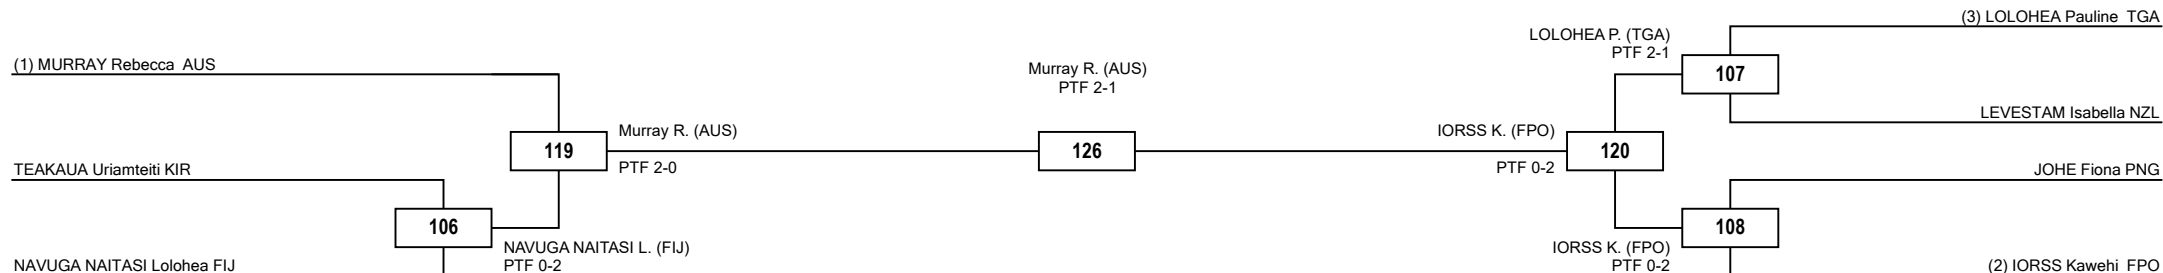 (3) LOLOHEA Pauline TGA
LOLOHEA P. (TGA)
PTF 2-1
(1) MURRAY Rebecca AUS
Murray R. (AUS)
PTF 2-1
107
LEVESTAM Isabella NZL
Murray R. (AUS)
IORSS K. (FPO)
119
126
120
TEAKAUA Uriamteiti KIR
PTF 2-0
PTF 0-2
JOHE Fiona PNG
106
108
NAVUGA NAITASI L. (FIJ)
IORSS K. (FPO)
NAVUGA NAITASI Lolohea FIJ
PTF 0-2
PTF 0-2
(2) IORSS Kawehi FPO